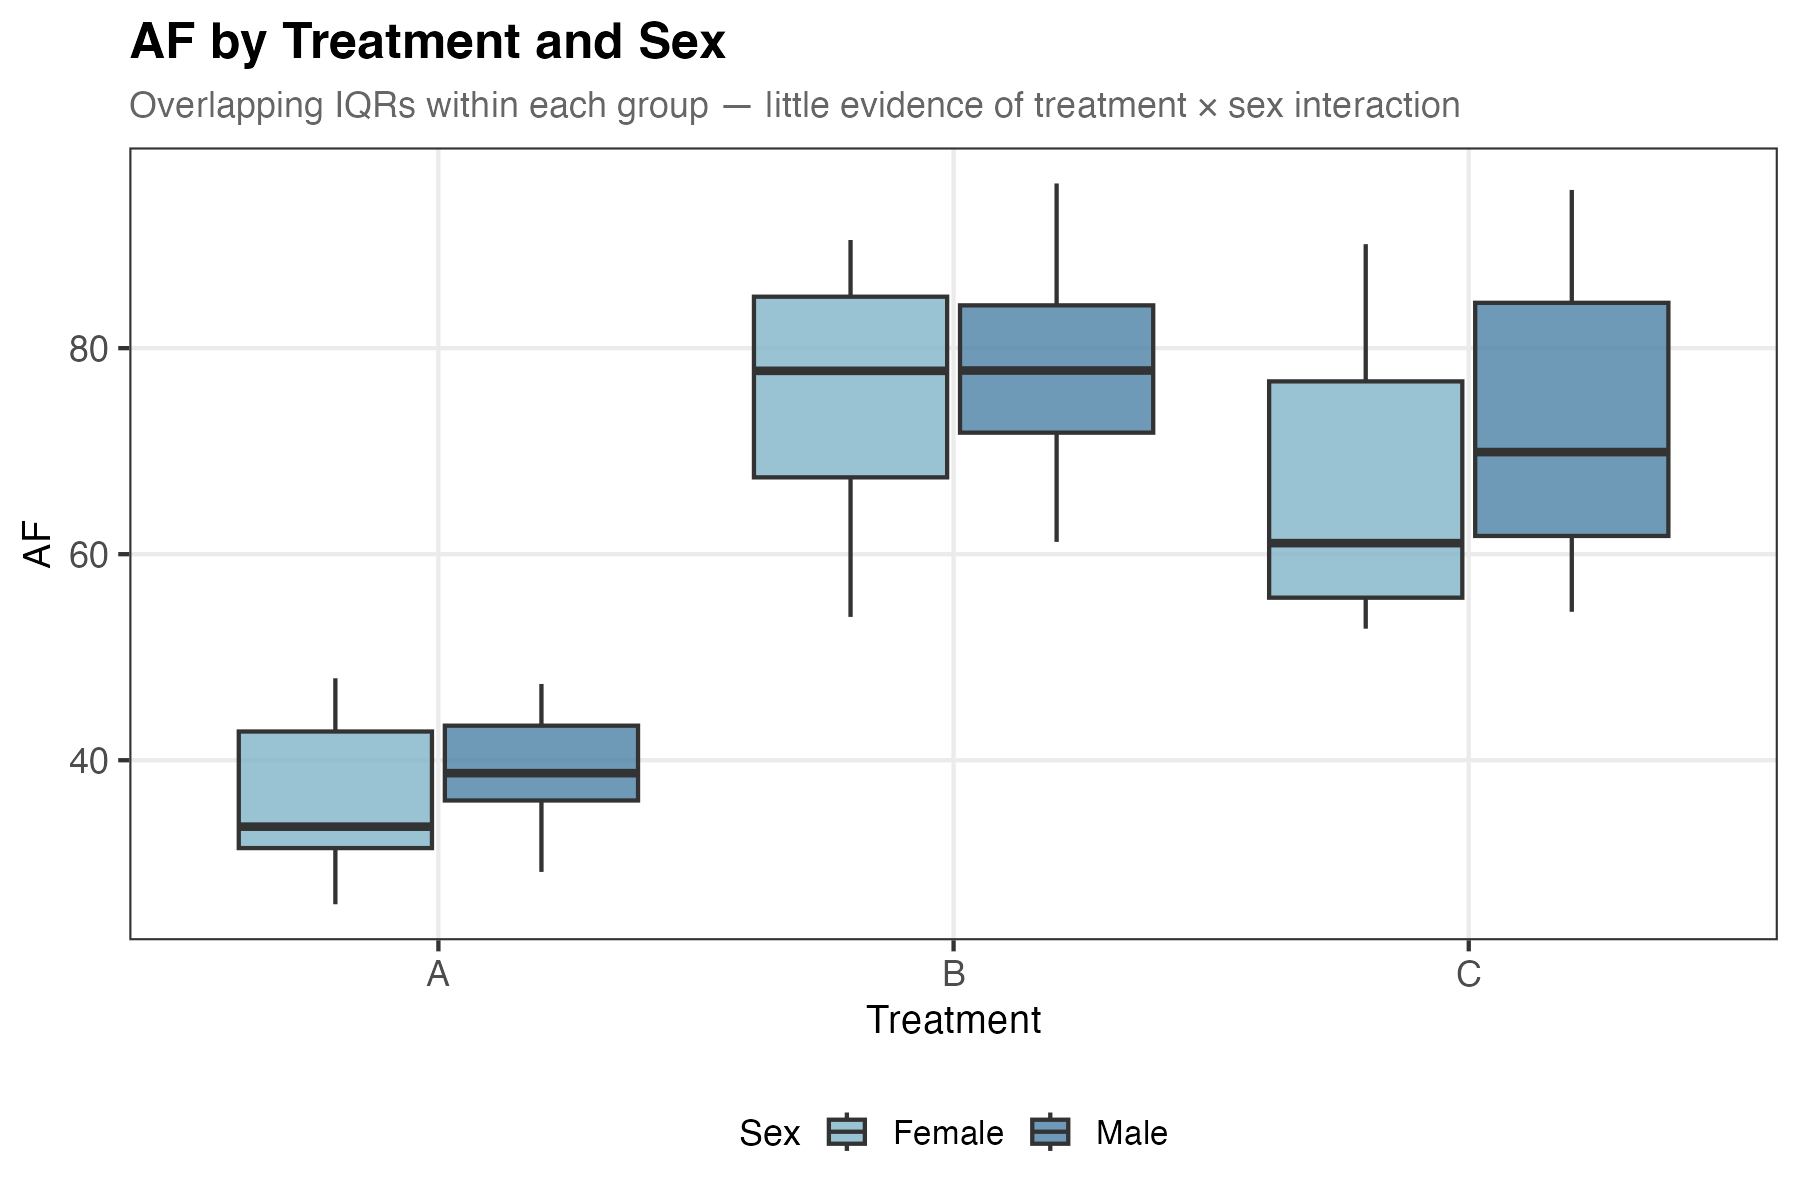 AF by Treatment and Sex
Overlapping IQRs within each group — little evidence of treatment × sex interaction
AF
80
60
40
A B C
Treatment
Sex Female Male